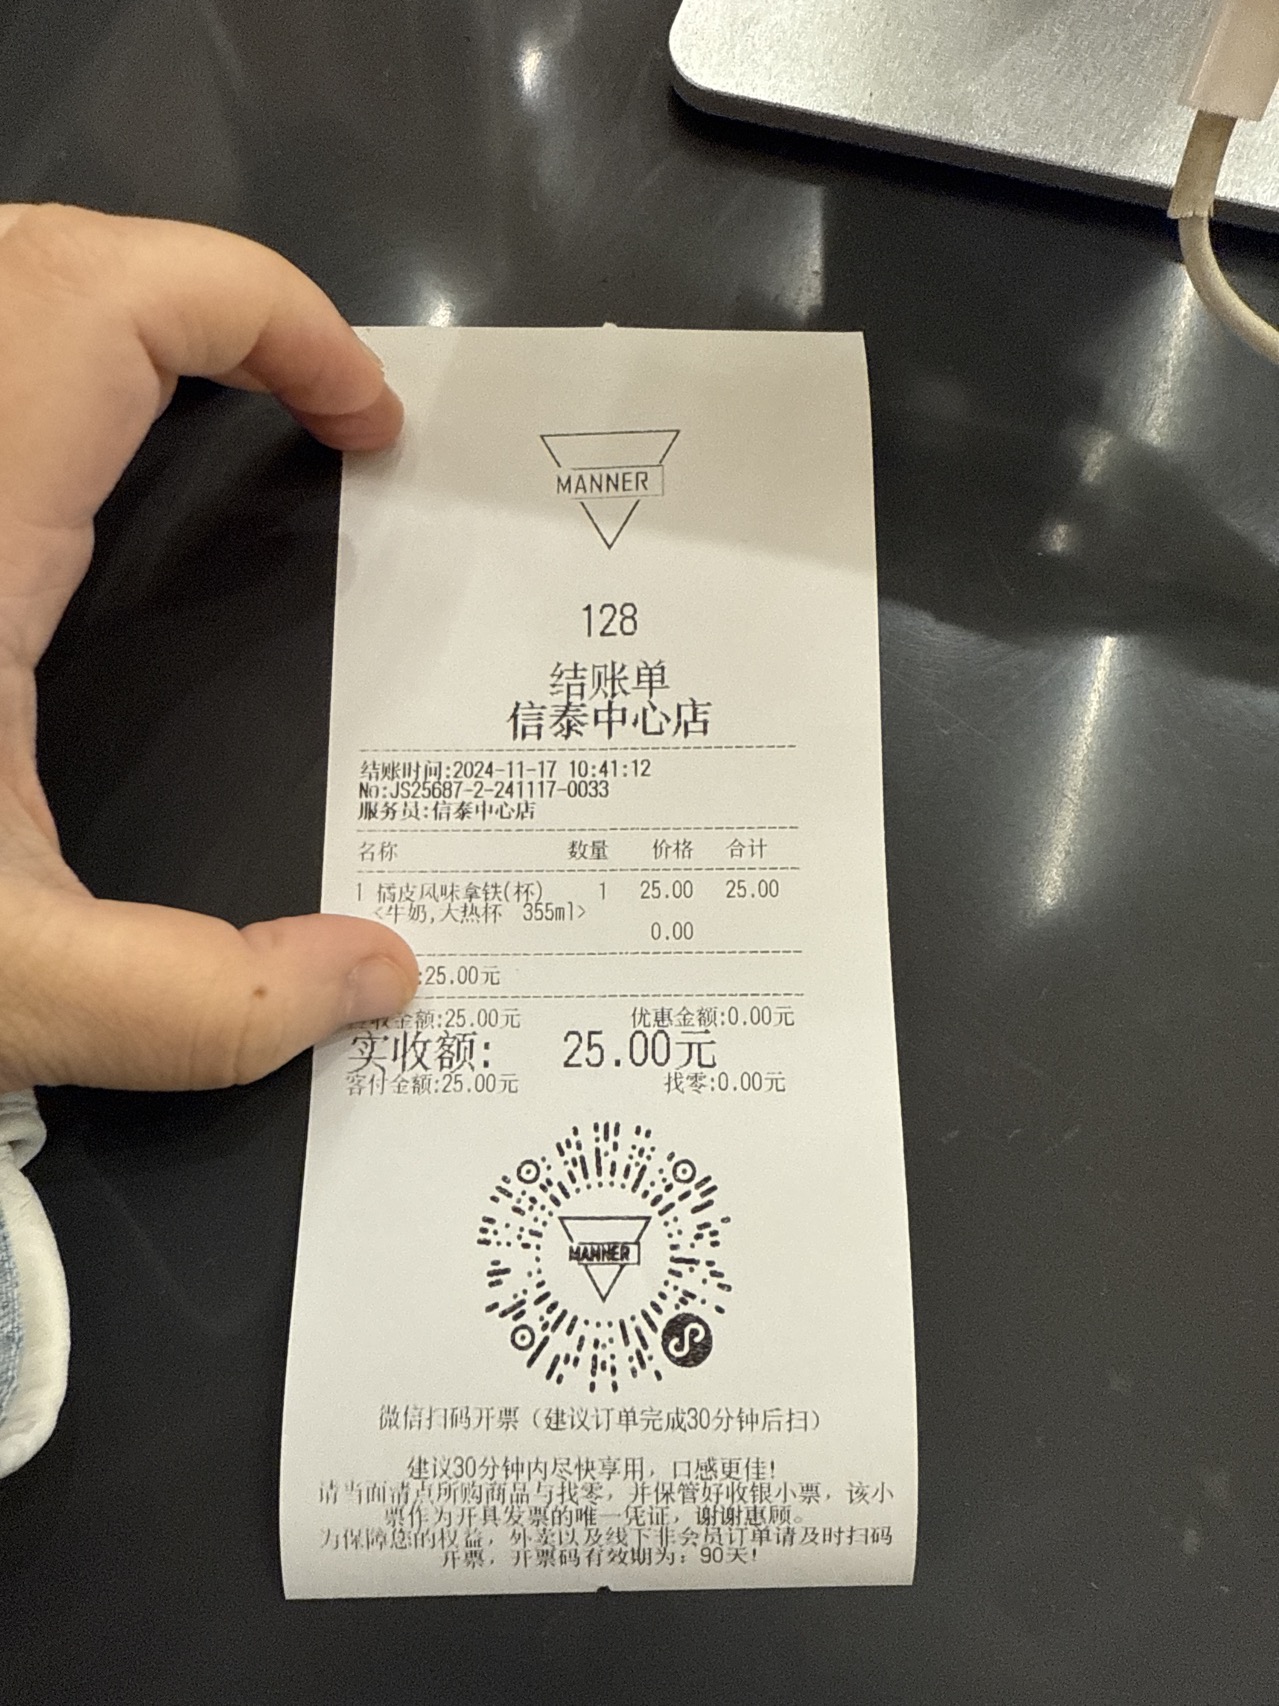 MANNER
128
结账单
信泰中心店
结账时间:2024-11-17 10:41:12
No:JS25687-2-241117-0033
服务员:信泰中心店
名称 数量 价格 合计
1 橘皮风味拿铁(杯) 1 25.00 25.00
<牛奶,大热杯 355ml>
0.00
:25.00元
收金额:25.00元 优惠金额:0.00元
实收额: 25.00元
客付金额:25.00元 找零:0.00元
MANNER
微信扫码开票（建议订单完成30分钟后扫）
建议30分钟内尽快享用，口感更佳!
请当面清点所购商品与找零，并保管好收银小票，该小
票作为开具发票的唯一凭证，谢谢惠顾。
为保障您的权益，外卖以及线下非会员订单请及时扫码
开票，开票码有效期为：90天!